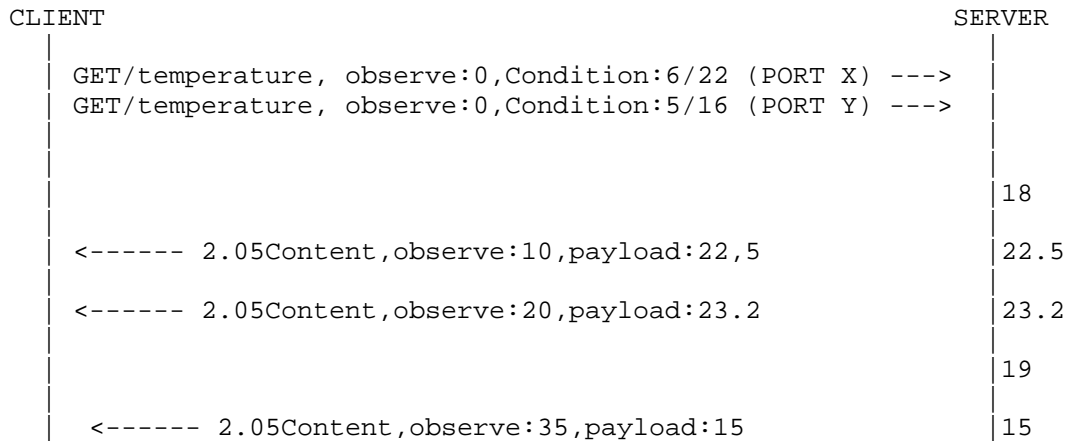 CLIENT SERVER
GET/temperature, observe:0,Condition:6/22 (PORT X) --->
GET/temperature, observe:0,Condition:5/16 (PORT Y) --->
18
<------ 2.05Content,observe:10,payload:22,5 22.5
<------ 2.05Content,observe:20,payload:23.2 23.2
19
<------ 2.05Content,observe:35,payload:15 15